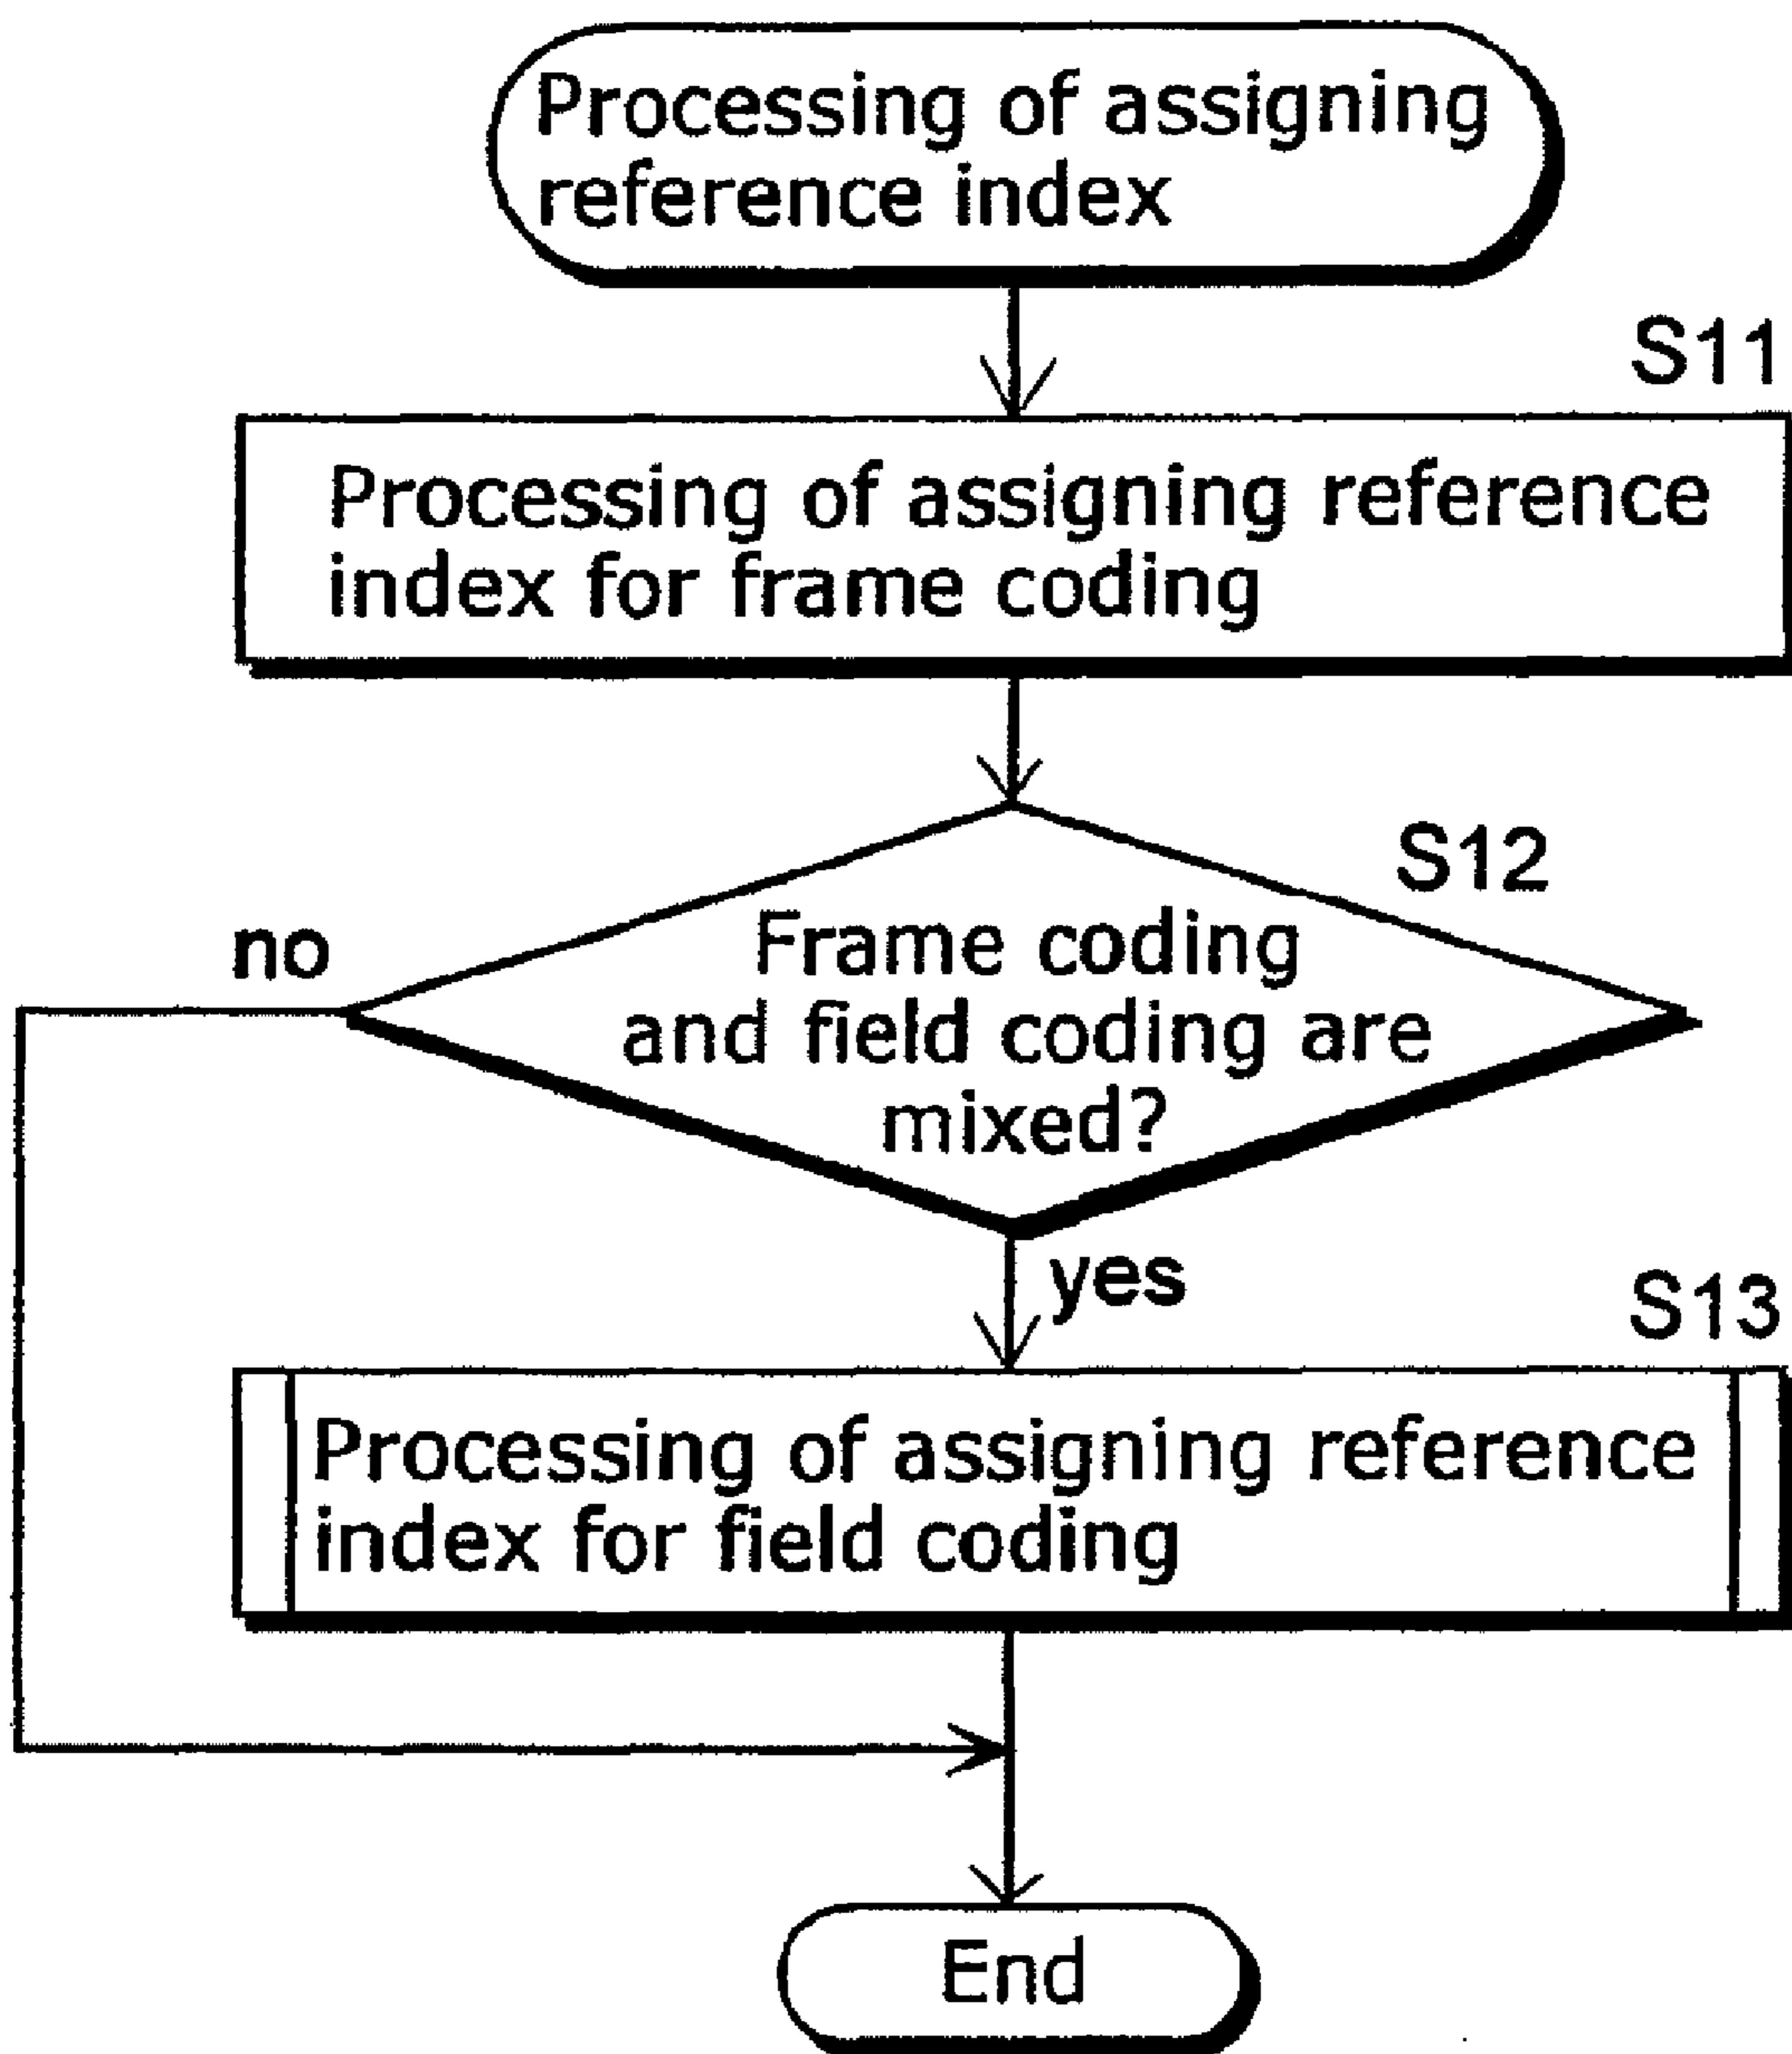 Processing of assigning
reference index
S11
Processing of assigning reference
index for frame coding
S12
no
Frame coding
and field coding are
mixed?
yes
S13
Processing of assigning reference
index for field coding
End